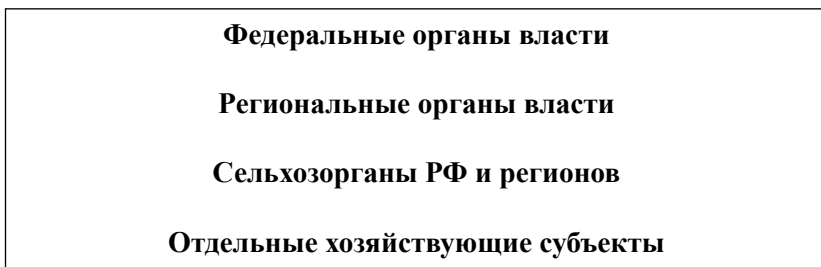 Федеральные органы власти
Региональные органы власти
Сельхозорганы РФ и регионов
Отдельные хозяйствующие субъекты